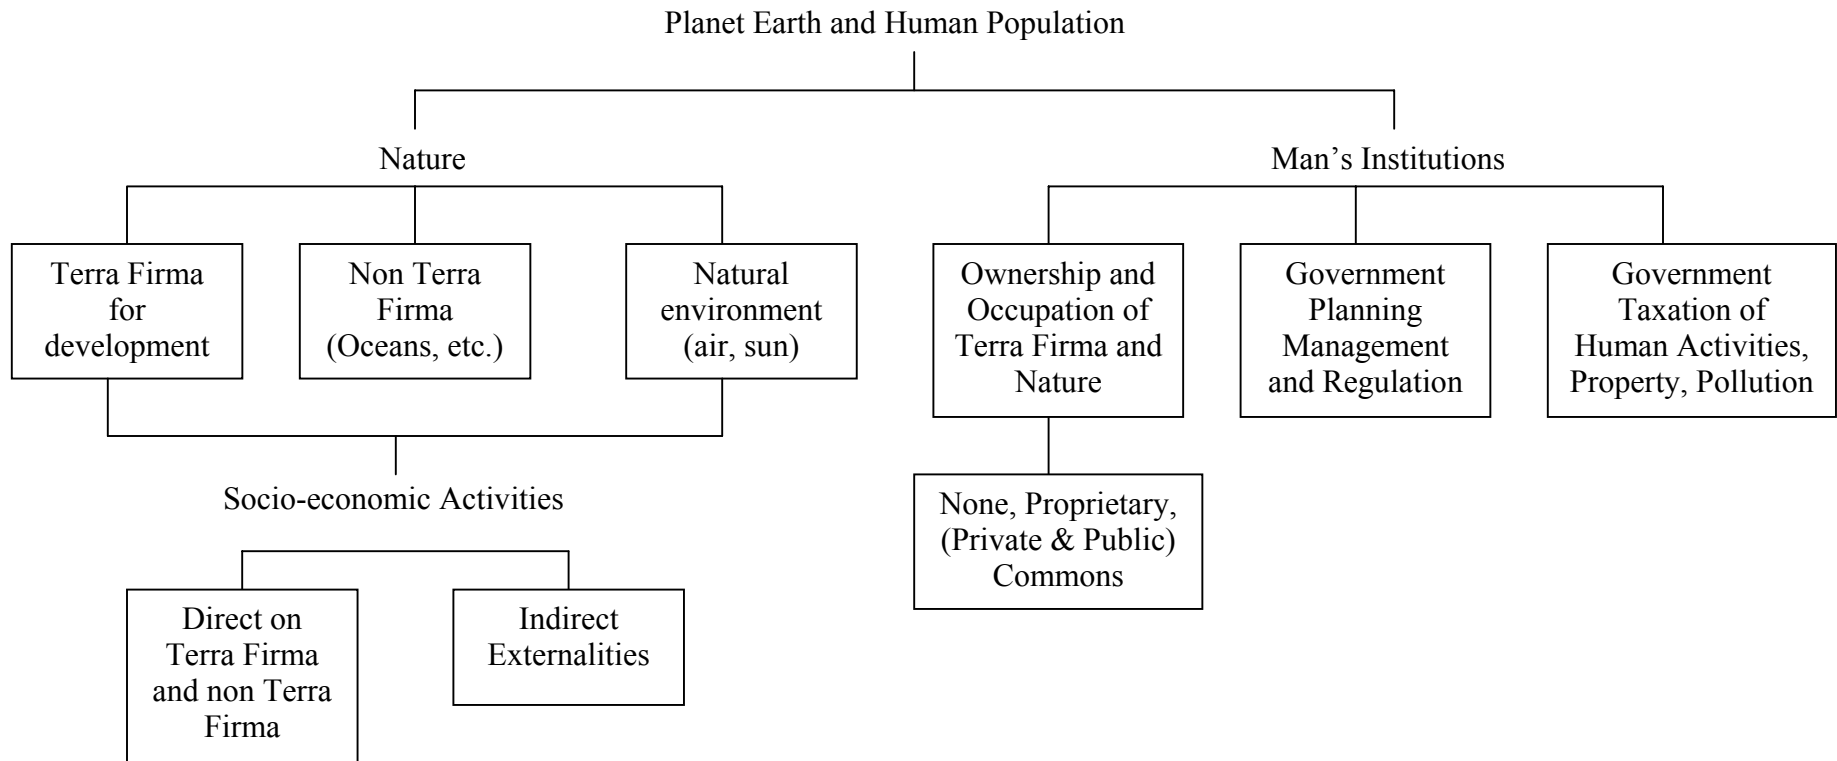 Planet Earth and Human Population
Nature
Man’s Institutions
Terra Firma
for
development
Non Terra
Firma
(Oceans, etc.)
Natural
environment
(air, sun)
Ownership and
Occupation of
Terra Firma and
Nature
Government
Planning
Management
and Regulation
Government
Taxation of
Human Activities,
Property, Pollution
Socio-economic Activities
None, Proprietary,
(Private & Public)
Commons
Direct on
Terra Firma
and non Terra
Firma
Indirect
Externalities